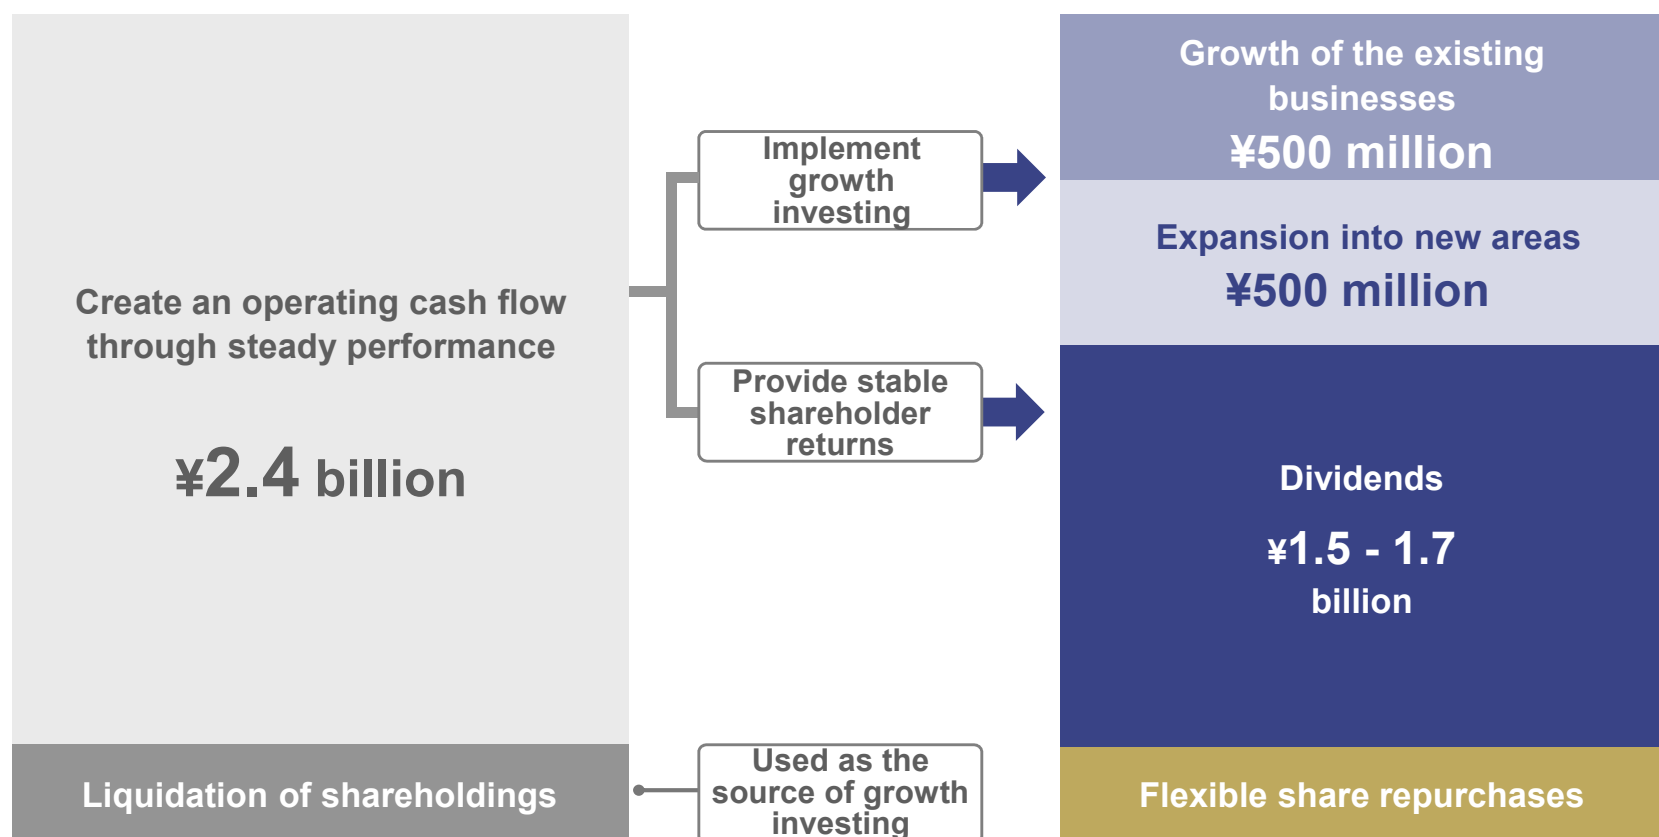 Create an operating cash flow
through steady performance
¥2.4 billion
Liquidation of shareholdings
Implement
growth
investing
Provide stable
shareholder
returns
Used as the
source of growth
investing
Growth of the existing
businesses
¥500 million
Expansion into new areas
¥500 million
Dividends
¥1.5 - 1.7
billion
Flexible share repurchases